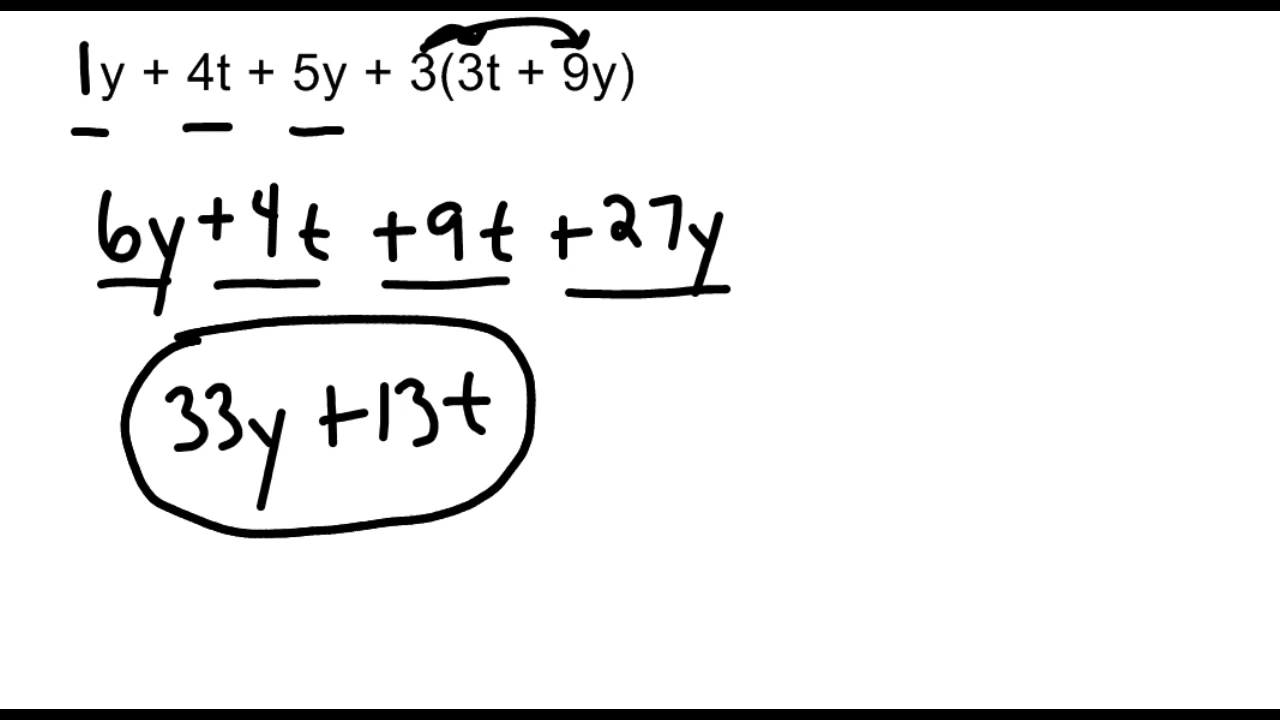 1y + 4t + 5y + 3(3t + 9y)
6y +4t +9t +27y
33y +13t